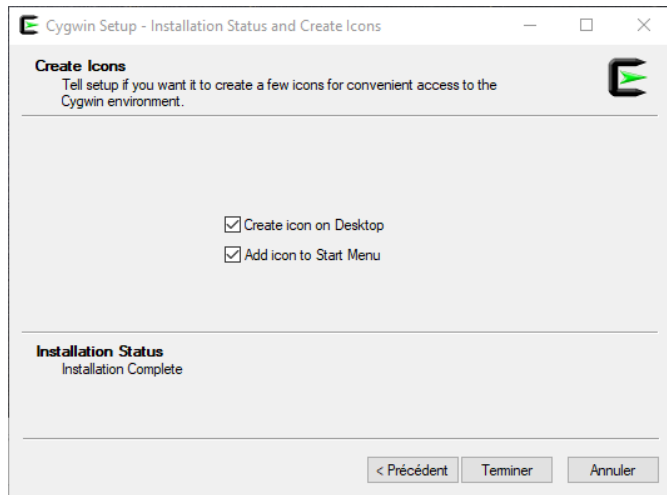 Cygwin Setup - Installation Status and Create Icons
Create Icons
Tell setup if you want it to create a few icons for convenient access to the
Cygwin environment.
Create icon on Desktop
Add icon to Start Menu
Installation Status
Installation Complete
< Précédent
Terminer
Annuler